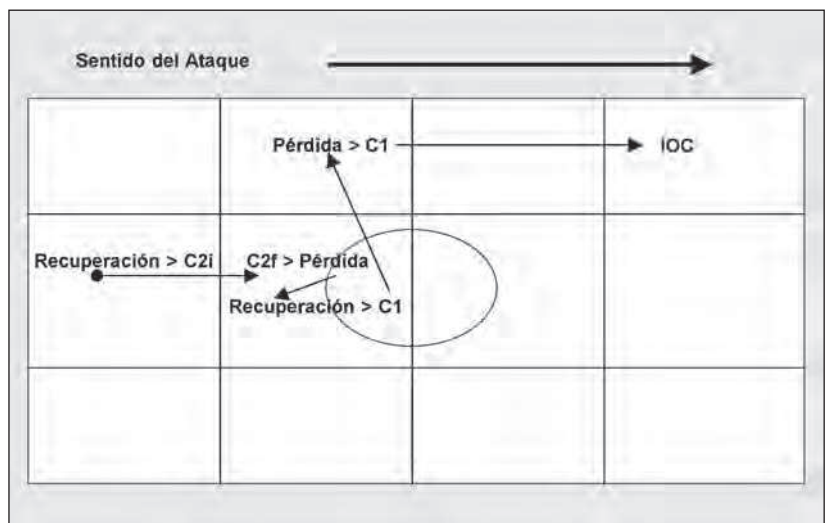 Sentido del Ataque
Pérdida > C1
IOC
Recuperación > C2i
C2f > Pérdida
Recuperación > C1